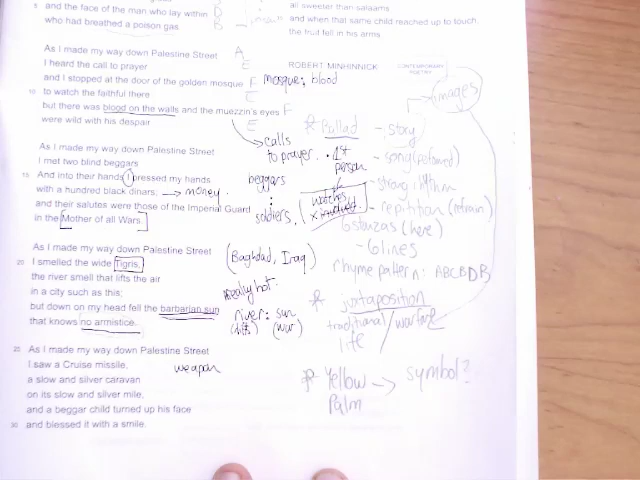 5 and the face of the man who lay within D
who had breathed a poison gas B
all sweeter than salaams
and when that same child reached up to touch,
the fruit fell in his arms
As I made my way down Palestine Street A
I heard the call to prayer E
and I stopped at the door of the golden mosque F mosque; blood
10 to watch the faithful there E
but there was blood on the walls and the muezzin's eyes F
were wild with his despair E
ROBERT MINHINNICK
CONTEMPORARY
POETRY
images
calls
to prayer
As I made my way down Palestine Street
I met two blind beggars
15 And into their hands I pressed my hands
with a hundred black dinars; → money
and their salutes were those of the Imperial Guard
in the Mother of all Wars
beggars
:
soldiers
* Ballad - story
• 1st
person
- song
- strong rhythm
- repitition (refrain)
6 stanzas (here)
- 6 lines
rhyme pattern: ABCBDB
As I made my way down Palestine Street
20 I smelled the wide Tigris,
the river smell that lifts the air
in a city such as this;
but down on my head fell the barbarian sun
that knows no armistice.
(Baghdad, Iraq)
really hot
river: sun
(war)
* juxtaposition
traditional / warfare
life
25 As I made my way down Palestine Street
I saw a Cruise missile, weapon
a slow and silver caravan
on its slow and silver mile,
and a beggar child turned up his face
30 and blessed it with a smile.
* Yellow → symbol?
Palm